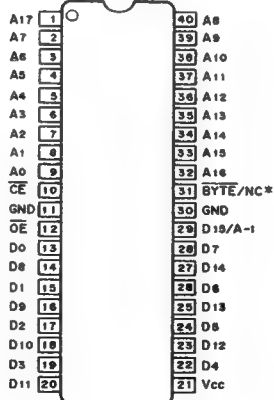 A17 1 40 A8
A7 2 39 A9
A6 3 38 A10
A5 4 37 A11
A4 5 36 A12
A3 6 35 A13
A2 7 34 A14
A1 8 33 A15
A0 9 32 A16
C̅E̅ 10 31 B̅Y̅T̅E̅/NC*
GND 11 30 GND
O̅E̅ 12 29 D15/A-1
D0 13 28 D7
D8 14 27 D14
D1 15 26 D6
D9 16 25 D13
D2 17 24 D5
D10 18 23 D12
D3 19 22 D4
D11 20 21 Vcc